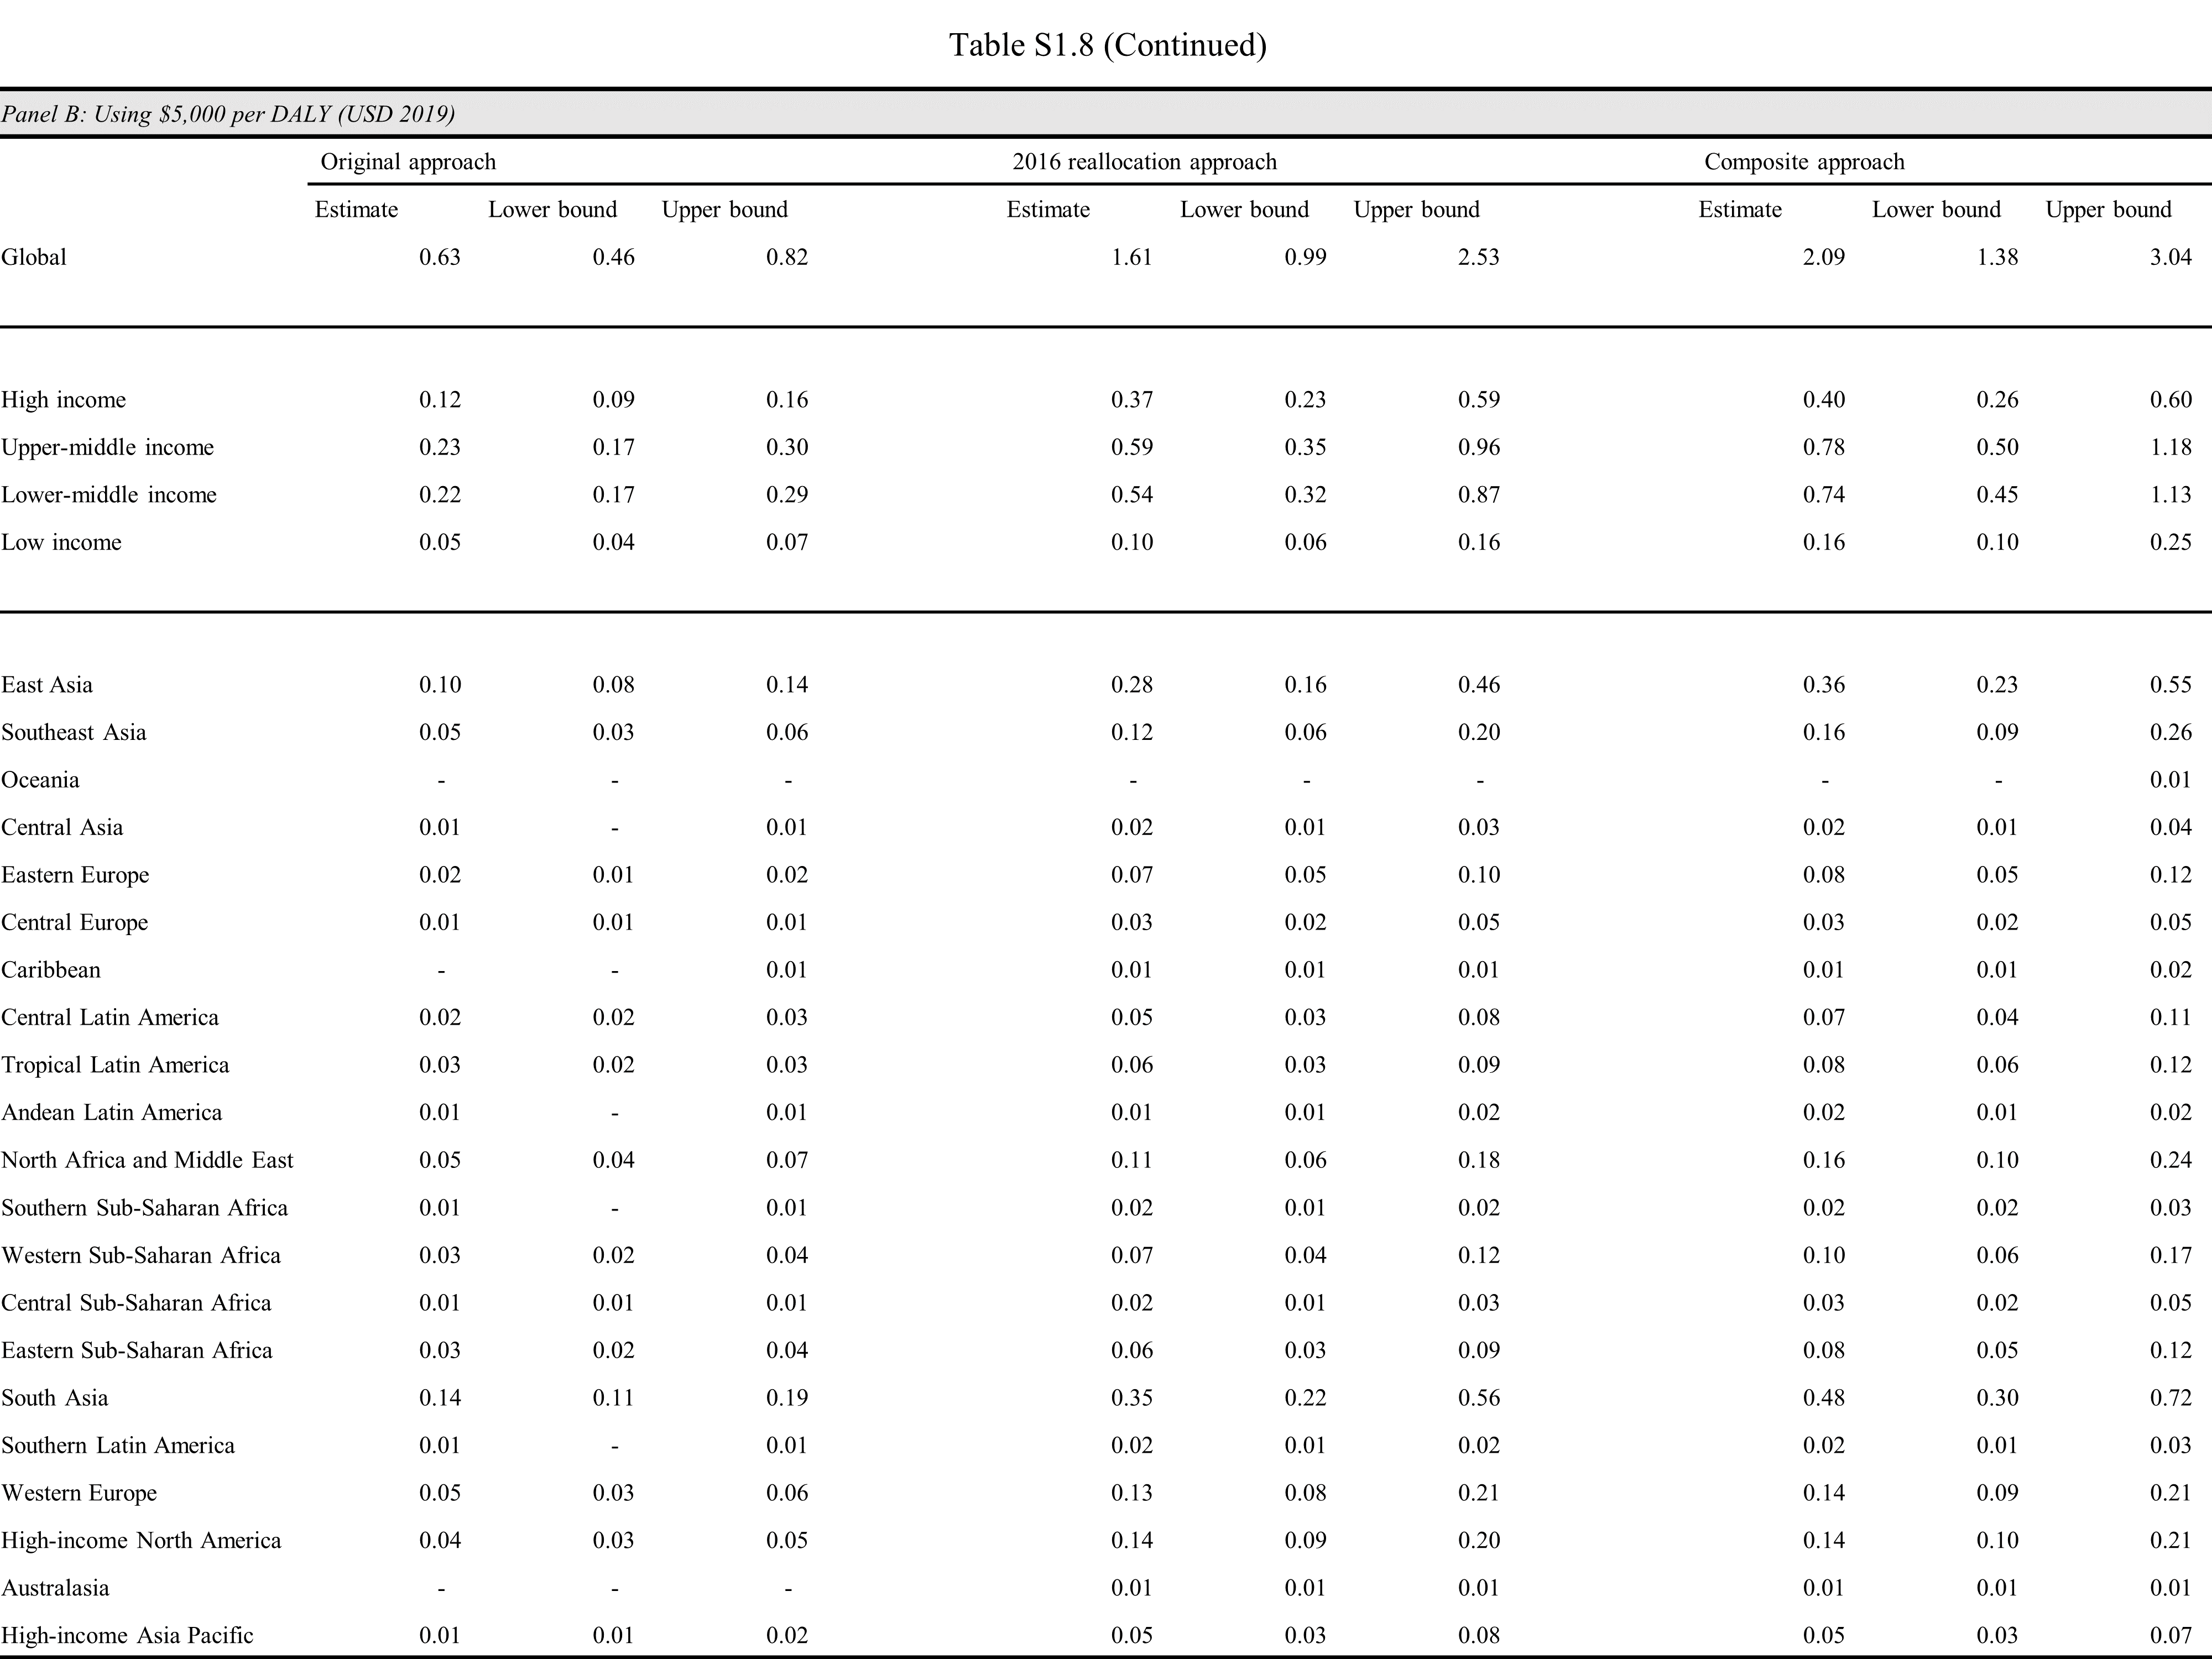 Table S1.8 (Continued)
Panel B: Using $5,000 per DALY (USD 2019)
Original approach 2016 reallocation approach Composite approach
Estimate Lower bound Upper bound Estimate Lower bound Upper bound Estimate Lower bound Upper bound
Global 0.63 0.46 0.82 1.61 0.99 2.53 2.09 1.38 3.04
High income 0.12 0.09 0.16 0.37 0.23 0.59 0.40 0.26 0.60
Upper-middle income 0.23 0.17 0.30 0.59 0.35 0.96 0.78 0.50 1.18
Lower-middle income 0.22 0.17 0.29 0.54 0.32 0.87 0.74 0.45 1.13
Low income 0.05 0.04 0.07 0.10 0.06 0.16 0.16 0.10 0.25
East Asia 0.10 0.08 0.14 0.28 0.16 0.46 0.36 0.23 0.55
Southeast Asia 0.05 0.03 0.06 0.12 0.06 0.20 0.16 0.09 0.26
Oceania - - - - - - - - 0.01
Central Asia 0.01 - 0.01 0.02 0.01 0.03 0.02 0.01 0.04
Eastern Europe 0.02 0.01 0.02 0.07 0.05 0.10 0.08 0.05 0.12
Central Europe 0.01 0.01 0.01 0.03 0.02 0.05 0.03 0.02 0.05
Caribbean - - 0.01 0.01 0.01 0.01 0.01 0.01 0.02
Central Latin America 0.02 0.02 0.03 0.05 0.03 0.08 0.07 0.04 0.11
Tropical Latin America 0.03 0.02 0.03 0.06 0.03 0.09 0.08 0.06 0.12
Andean Latin America 0.01 - 0.01 0.01 0.01 0.02 0.02 0.01 0.02
North Africa and Middle East 0.05 0.04 0.07 0.11 0.06 0.18 0.16 0.10 0.24
Southern Sub-Saharan Africa 0.01 - 0.01 0.02 0.01 0.02 0.02 0.02 0.03
Western Sub-Saharan Africa 0.03 0.02 0.04 0.07 0.04 0.12 0.10 0.06 0.17
Central Sub-Saharan Africa 0.01 0.01 0.01 0.02 0.01 0.03 0.03 0.02 0.05
Eastern Sub-Saharan Africa 0.03 0.02 0.04 0.06 0.03 0.09 0.08 0.05 0.12
South Asia 0.14 0.11 0.19 0.35 0.22 0.56 0.48 0.30 0.72
Southern Latin America 0.01 - 0.01 0.02 0.01 0.02 0.02 0.01 0.03
Western Europe 0.05 0.03 0.06 0.13 0.08 0.21 0.14 0.09 0.21
High-income North America 0.04 0.03 0.05 0.14 0.09 0.20 0.14 0.10 0.21
Australasia - - - 0.01 0.01 0.01 0.01 0.01 0.01
High-income Asia Pacific 0.01 0.01 0.02 0.05 0.03 0.08 0.05 0.03 0.07